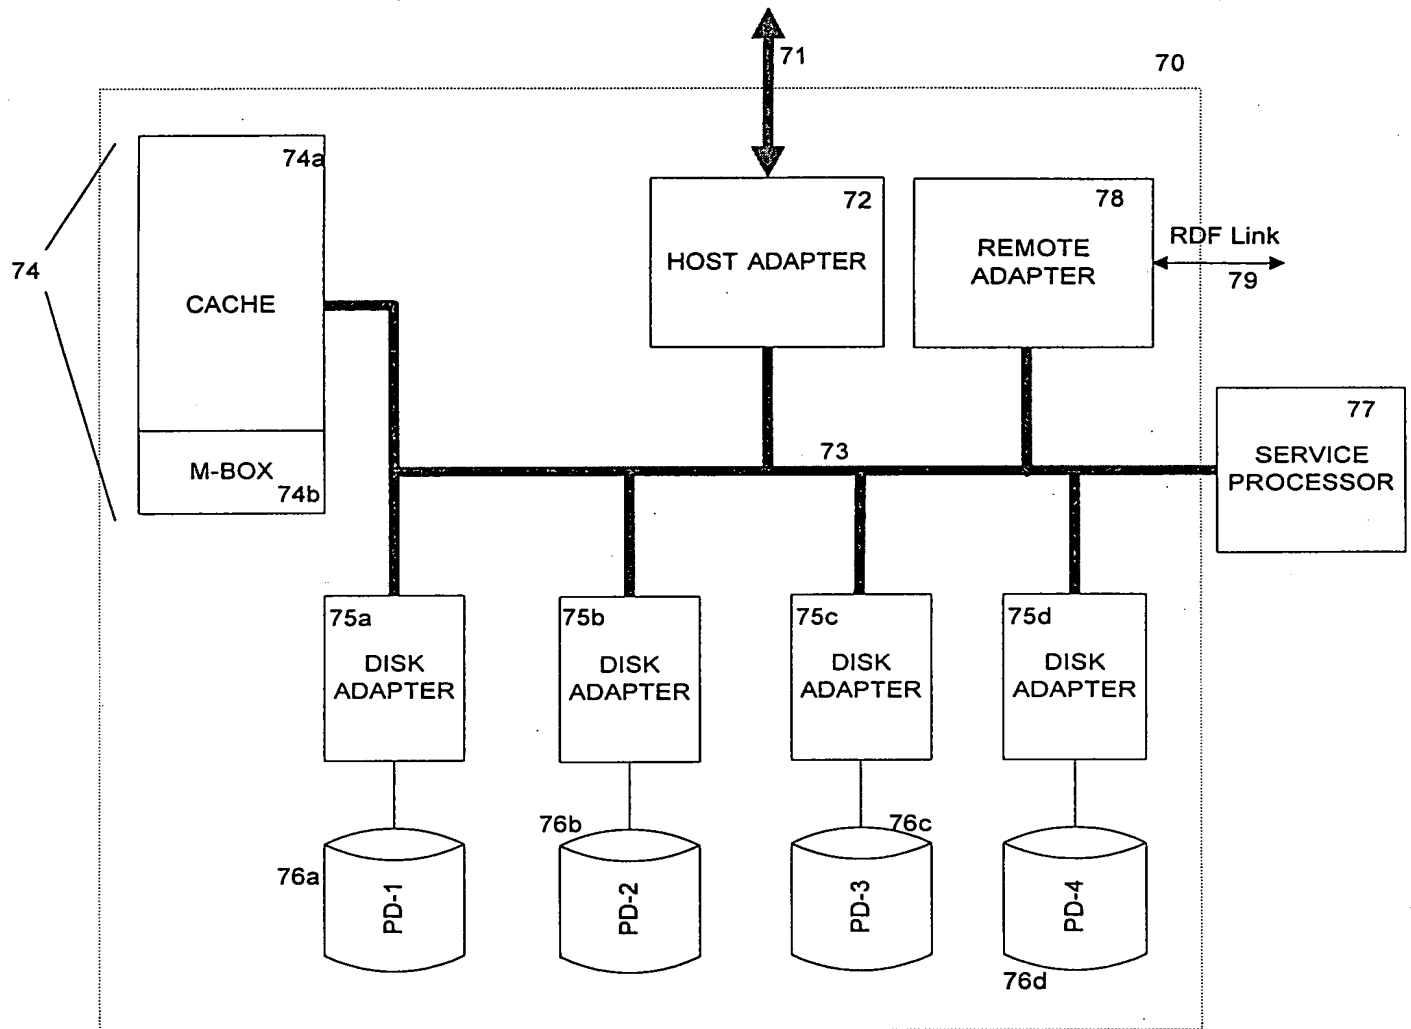 71
70
74a
72
78
HOST ADAPTER
REMOTE
ADAPTER
RDF Link
79
74
CACHE
77
SERVICE
PROCESSOR
73
M-BOX
74b
75a
DISK
ADAPTER
75b
DISK
ADAPTER
75c
DISK
ADAPTER
75d
DISK
ADAPTER
76a
PD-1
76b
PD-2
76c
PD-3
PD-4
76d